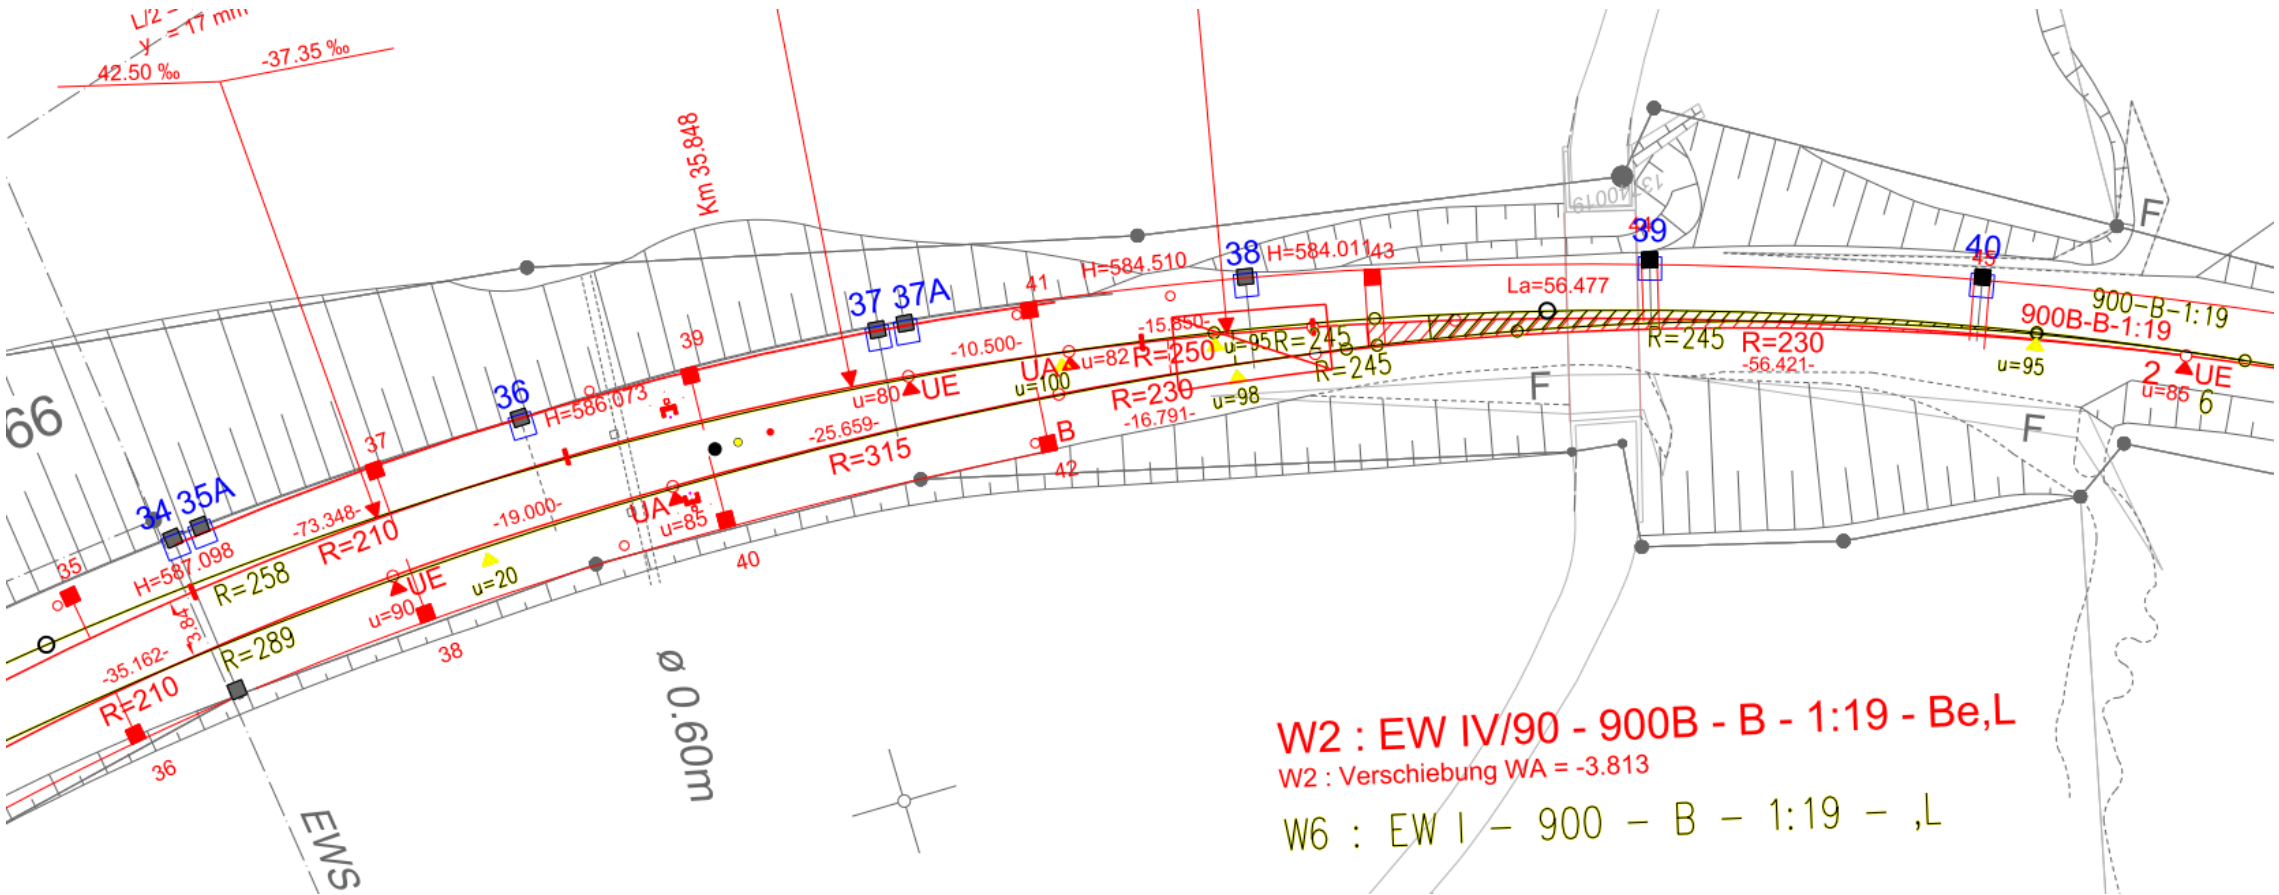 L/2 =
y = 17 mm
42.50 ‰
-37.35 ‰
Km 35.848
66
34
35A
36
37
37A
38
39
40
35
37
39
41
43
44
45
H=587.098
H=586.073
H=584.510
H=584.011
La=56.477
13740019
F
F
F
900-B-1:19
900B-B-1:19
-73.348-
R=210
R=258
3.84
-35.162-
R=210
R=289
UE
u=90
-19.000-
u=20
UA
u=85
-25.659-
R=315
u=80
UE
-10.500-
UA
u=82
u=100
R=250
-15.850-
R=230
-16.791-
u=95
R=245
u=98
R=245
R=245
R=230
-56.421-
u=95
2
UE
u=85
6
B
42
40
38
36
ø 0.60m
EWS
W2 : EW IV/90 - 900B - B - 1:19 - Be,L
W2 : Verschiebung WA = -3.813
W6 : EW I - 900 - B - 1:19 - ,L